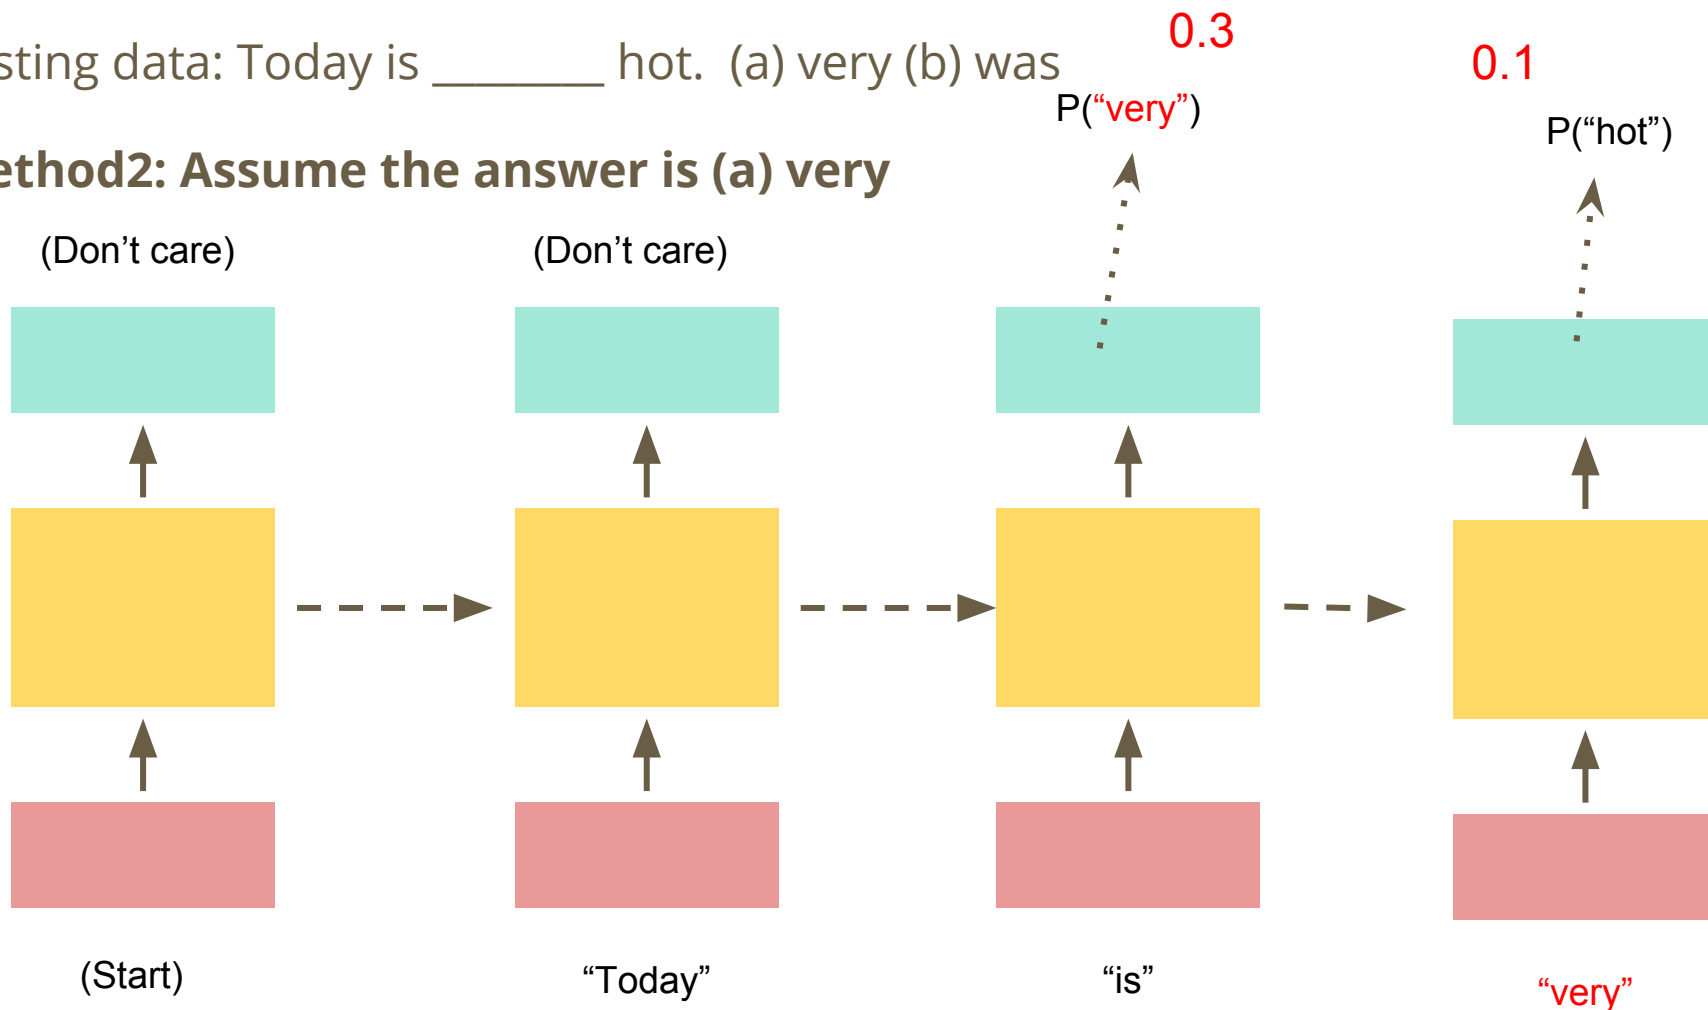 0.3
sting data: Today is ________ hot. (a) very (b) was
0.1
P(“very”)
P(“hot”)
ethod2: Assume the answer is (a) very
(Don’t care)
(Don’t care)
(Start)
“Today”
“is”
“very”